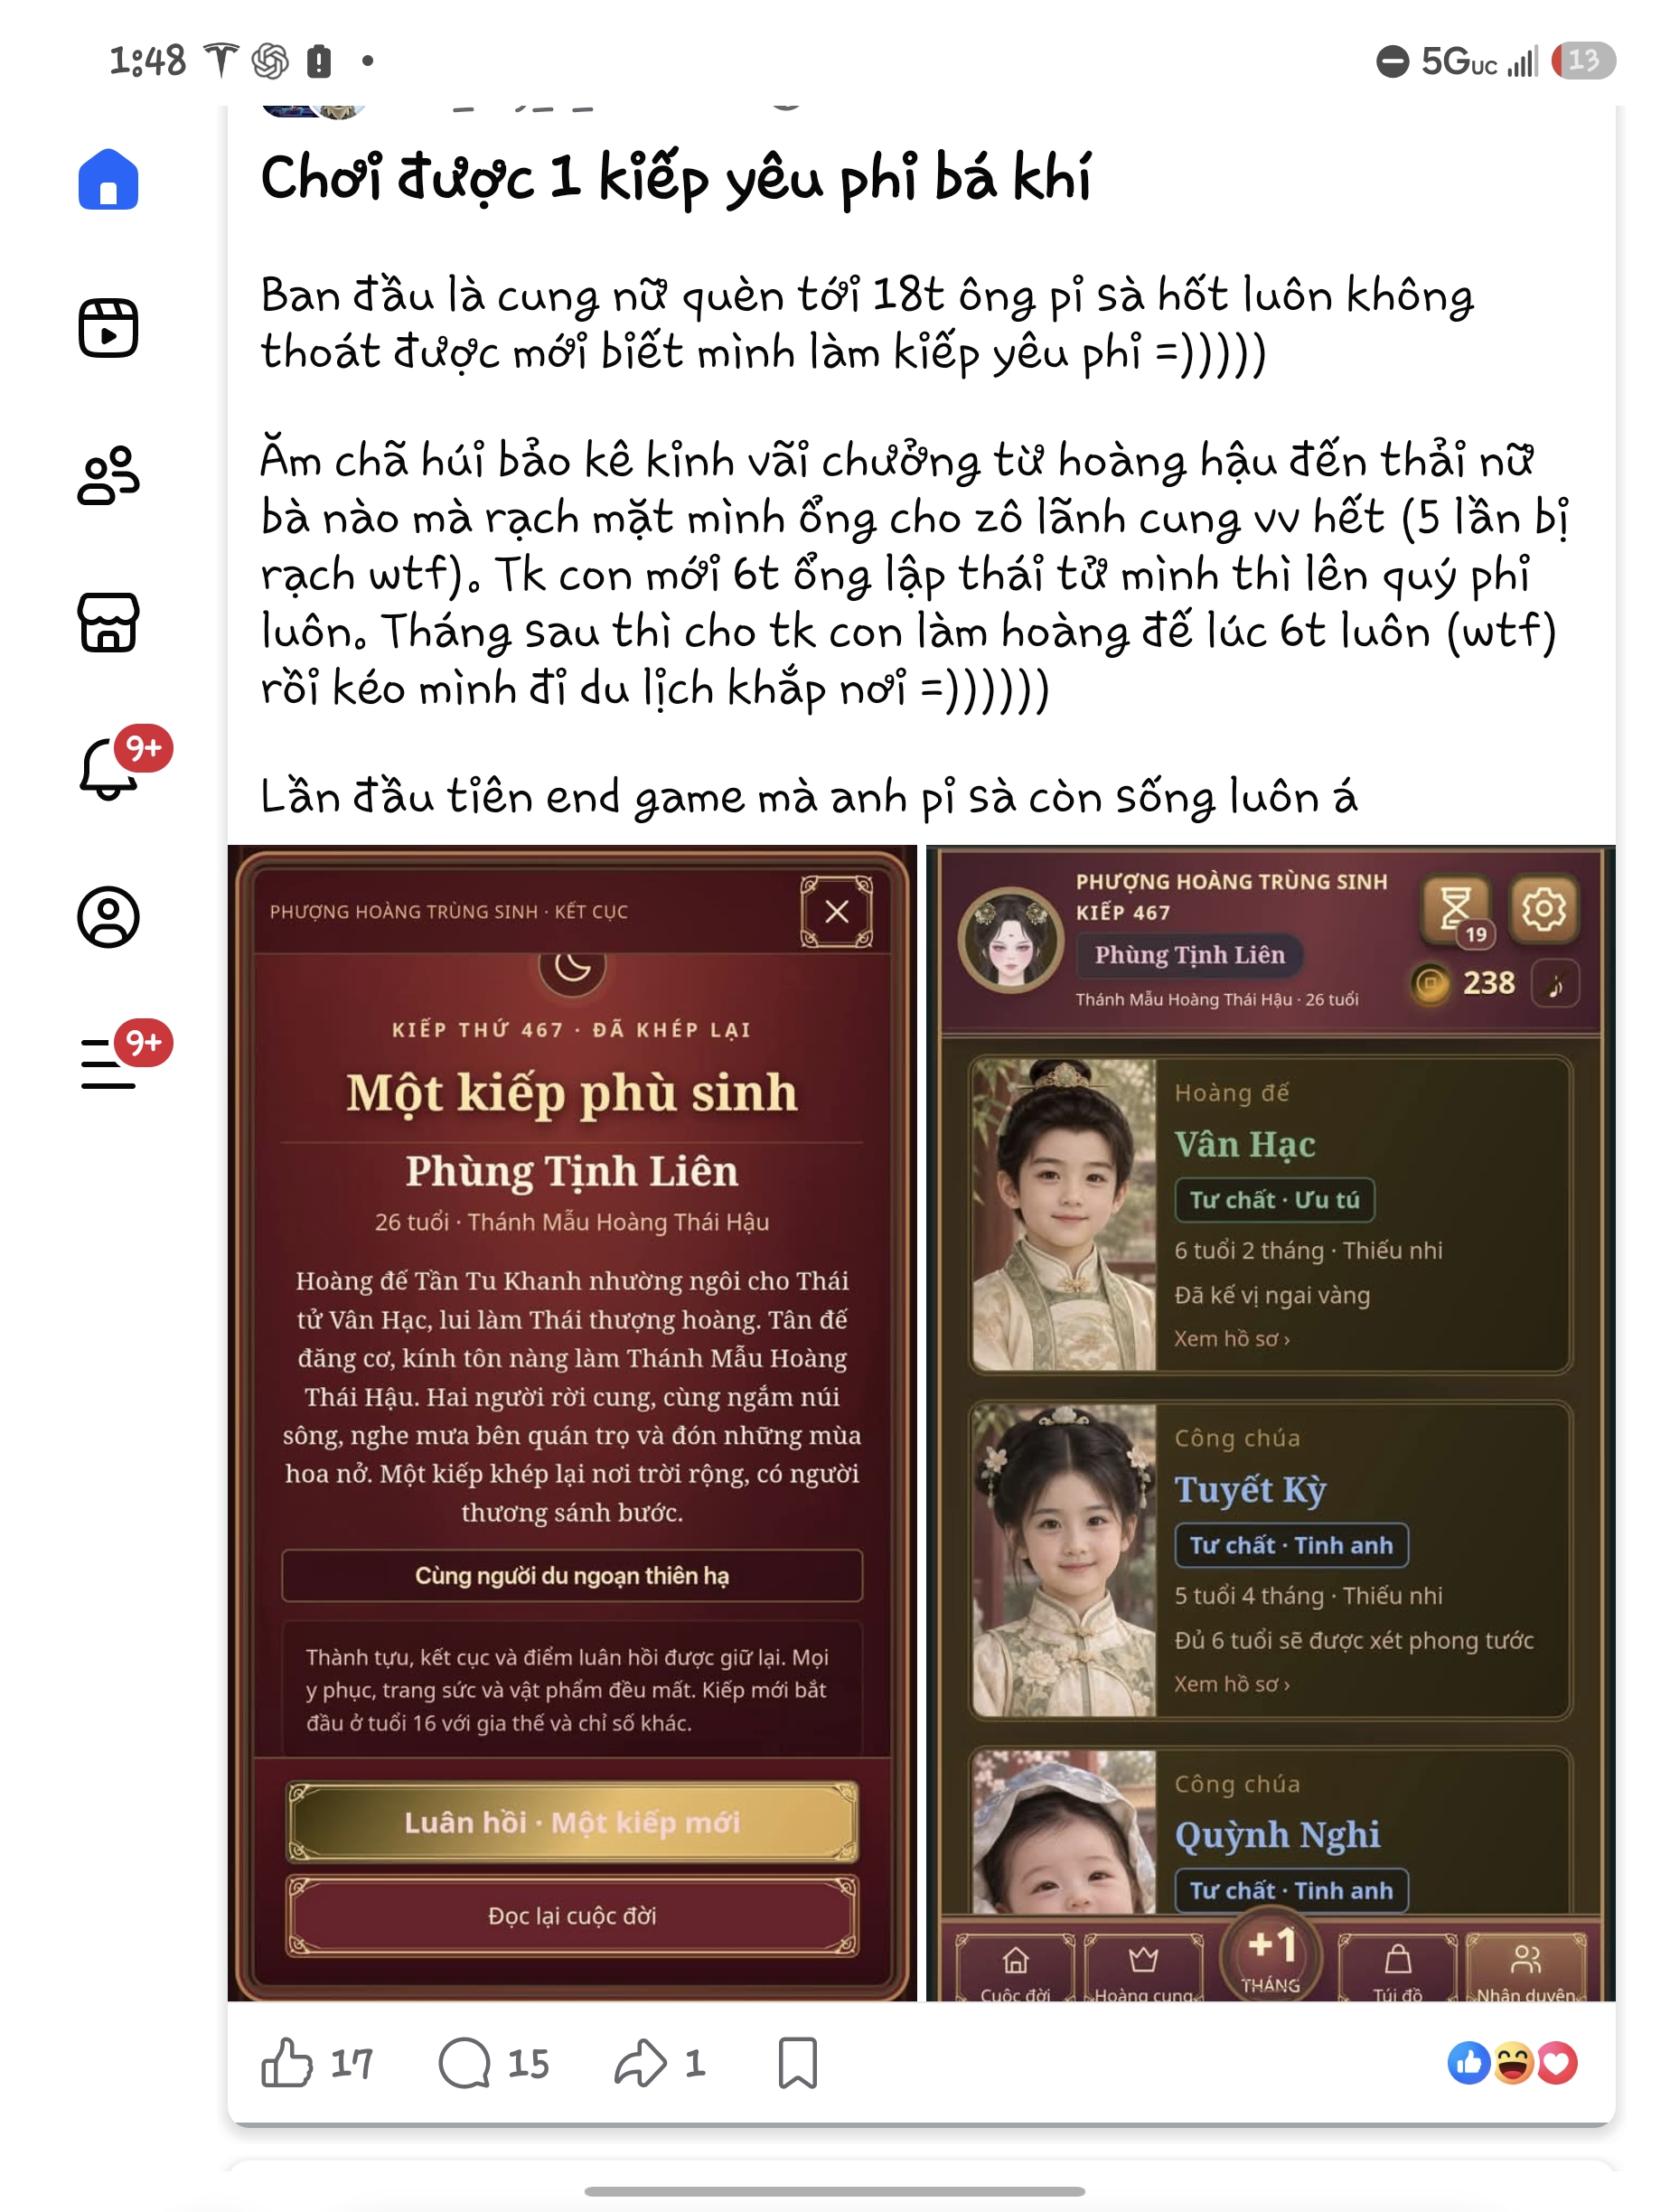 1:48
5G UC
13
Chơi được 1 kiếp yêu phi bá khí
Ban đầu là cung nữ quèn tới 18t ông pi sà hốt luôn không
thoát được mới biết mình làm kiếp yêu phi =)))))
Ăm chã húi bảo kê kinh vãi chưởng từ hoàng hậu đến thải nữ
bà nào mà rạch mặt mình ổng cho zô lãnh cung vv hết (5 lần bị
rạch wtf). Tk con mới 6t ổng lập thái tử mình thì lên quý phi
luôn. Tháng sau thì cho tk con làm hoàng đế lúc 6t luôn (wtf)
rồi kéo mình đi du lịch khắp nơi =))))))
Lần đầu tiên end game mà anh pi sà còn sống luôn á
9+
9+
PHƯỢNG HOÀNG TRÙNG SINH · KẾT CỤC
KIẾP THỨ 467 · ĐÃ KHÉP LẠI
Một kiếp phù sinh
Phùng Tịnh Liên
26 tuổi · Thánh Mẫu Hoàng Thái Hậu
Hoàng đế Tần Tu Khanh nhường ngôi cho Thái
tử Vân Hạc, lui làm Thái thượng hoàng. Tân đế
đăng cơ, kính tôn nàng làm Thánh Mẫu Hoàng
Thái Hậu. Hai người rời cung, cùng ngắm núi
sông, nghe mưa bên quán trọ và đón những mùa
hoa nở. Một kiếp khép lại nơi trời rộng, có người
thương sánh bước.
Cùng người du ngoạn thiên hạ
Thành tựu, kết cục và điểm luân hồi được giữ lại. Mọi
y phục, trang sức và vật phẩm đều mất. Kiếp mới bắt
đầu ở tuổi 16 với gia thế và chỉ số khác.
Luân hồi · Một kiếp mới
Đọc lại cuộc đời
PHƯỢNG HOÀNG TRÙNG SINH
KIẾP 467
Phùng Tịnh Liên
Thánh Mẫu Hoàng Thái Hậu · 26 tuổi
19
238
Hoàng đế
Vân Hạc
Tư chất · Ưu tú
6 tuổi 2 tháng · Thiếu nhi
Đã kế vị ngai vàng
Xem hồ sơ ›
Công chúa
Tuyết Kỳ
Tư chất · Tinh anh
5 tuổi 4 tháng · Thiếu nhi
Đủ 6 tuổi sẽ được xét phong tước
Xem hồ sơ ›
Công chúa
Quỳnh Nghi
Tư chất · Tinh anh
+1
THÁNG
Cuộc đời
Hoàng cung
Túi đồ
Nhân duyên
17
15
1